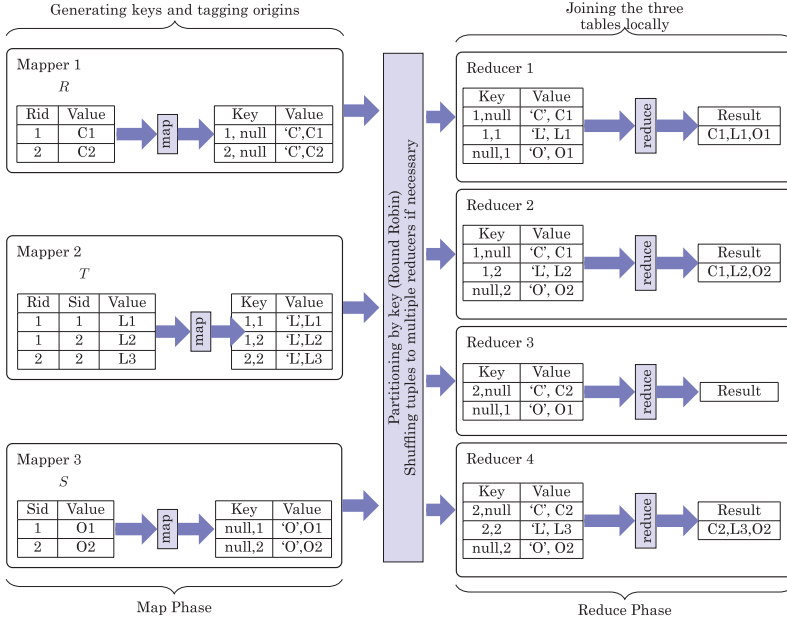 Generating keys and tagging origins
Joining the three
tables locally
Mapper 1
R
Rid Value
1 C1
2 C2
map
Key Value
1, null ‘C’,C1
2, null ‘C’,C2
Mapper 2
T
Rid Sid Value
1 1 L1
1 2 L2
2 2 L3
map
Key Value
1,1 ‘L’,L1
1,2 ‘L’,L2
2,2 ‘L’,L3
Mapper 3
S
Sid Value
1 O1
2 O2
map
Key Value
null,1 ‘O’,O1
null,2 ‘O’,O2
Map Phase
Partitioning by key (Round Robin)
Shuffling tuples to multiple reducers if necessary
Reducer 1
Key Value
1,null ‘C’, C1
1,1 ‘L’, L1
null,1 ‘O’, O1
reduce
Result
C1,L1,O1
Reducer 2
Key Value
1,null ‘C’, C1
1,2 ‘L’, L2
null,2 ‘O’, O2
reduce
Result
C1,L2,O2
Reducer 3
Key Value
2,null ‘C’, C2
null,1 ‘O’, O1
reduce
Result
Reducer 4
Key Value
2,null ‘C’, C2
2,2 ‘L’, L3
null,2 ‘O’, O2
reduce
Result
C2,L3,O2
Reduce Phase